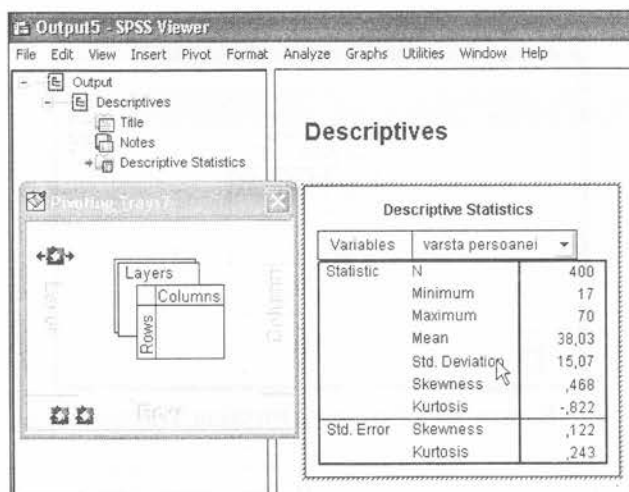 Output5 - SPSS Viewer
File Edit View Insert Pivot Format Analyze Graphs Utilities Window Help
Output
Descriptives
Title
Notes
Descriptive Statistics
Pivoting Trays7
Layers
Columns
Rows
Descriptives
Descriptive Statistics
Variables varsta persoanei
Statistic N 400
Minimum 17
Maximum 70
Mean 38,03
Std. Deviation 15,07
Skewness ,468
Kurtosis -,822
Std. Error Skewness ,122
Kurtosis ,243